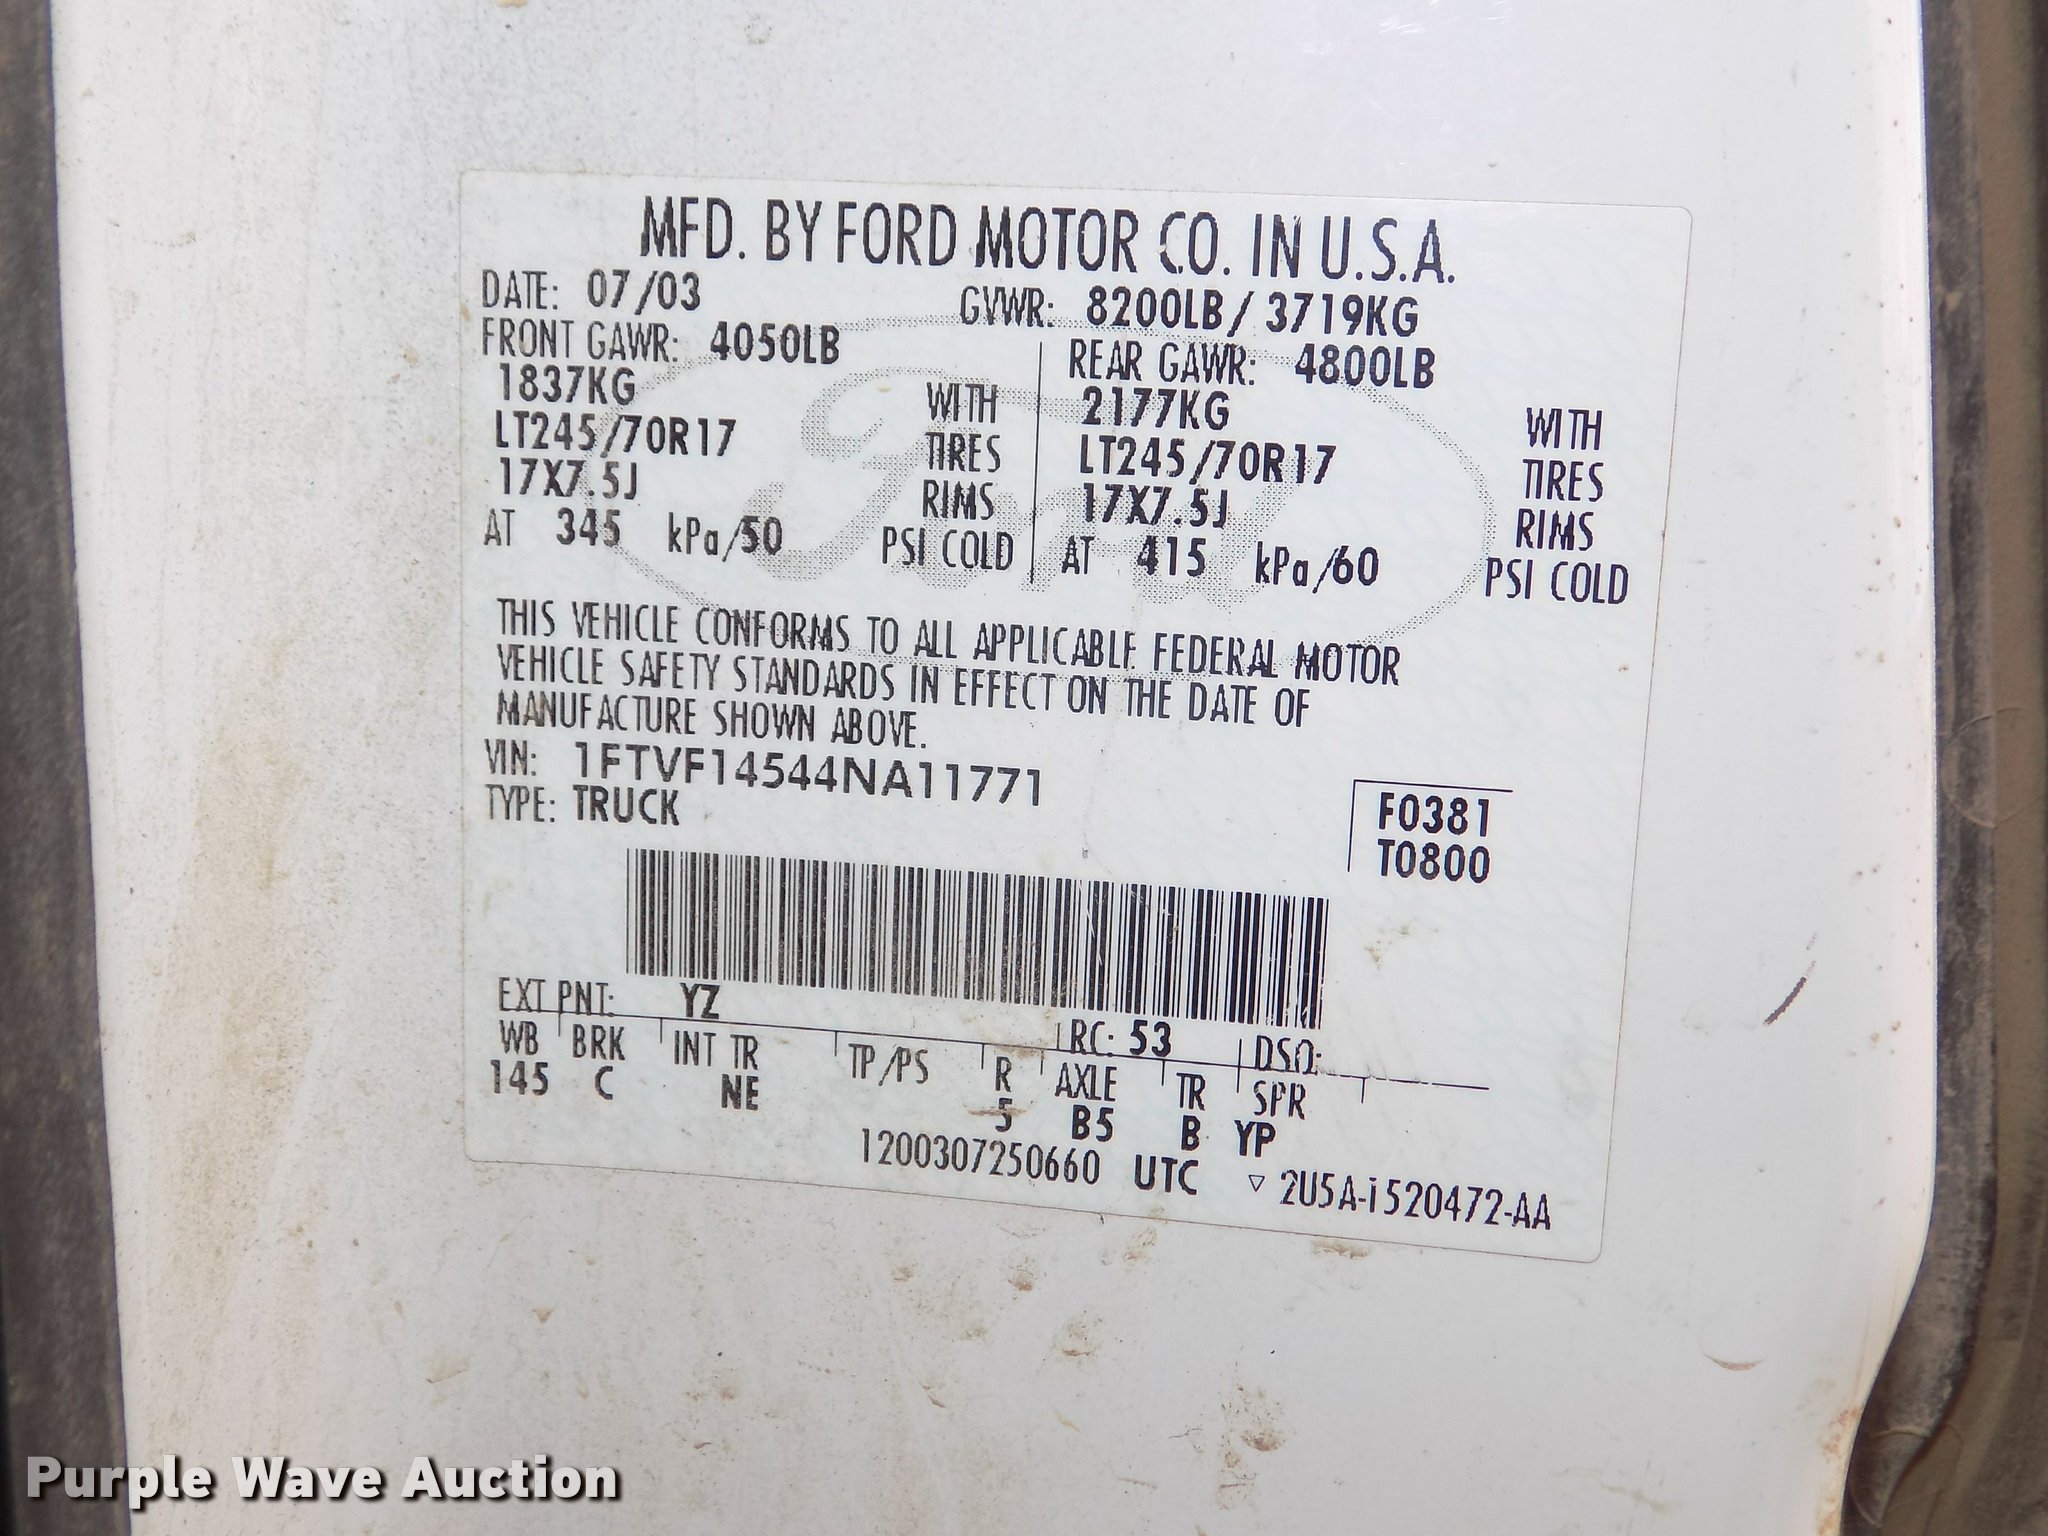 MFD. BY FORD MOTOR CO. IN U.S.A.
DATE: 07/03 GVWR: 8200LB / 3719KG
FRONT GAWR: 4050LB REAR GAWR: 4800LB
1837KG WITH 2177KG WITH
LT245/70R17 TIRES LT245/70R17 TIRES
17X7.5J RIMS 17X7.5J RIMS
AT 345 kPa/50 PSI COLD AT 415 kPa/60 PSI COLD
THIS VEHICLE CONFORMS TO ALL APPLICABLE FEDERAL MOTOR
VEHICLE SAFETY STANDARDS IN EFFECT ON THE DATE OF
MANUFACTURE SHOWN ABOVE.
VIN: 1FTVF14544NA11771
TYPE: TRUCK
F0381
T0800
EXT PNT: YZ RC: 53 DSO:
WB BRK INT TR TP/PS R AXLE TR SPR
145 C NE 5 B5 B YP
1200307250660 UTC ▽ 2U5A-1520472-AA
Ford
Purple Wave Auction